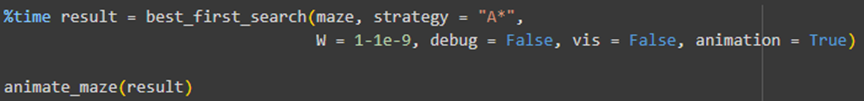 %time result = best_first_search(maze, strategy = "A*",
W = 1-1e-9, debug = False, vis = False, animation = True)
animate_maze(result)